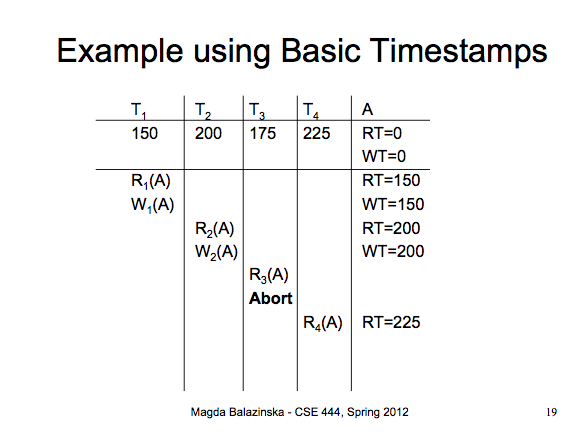 Example using Basic Timestamps
T1 T2 T3 T4 A
150 200 175 225 RT=0
WT=0
R1(A) RT=150
W1(A) WT=150
R2(A) RT=200
W2(A) WT=200
R3(A)
Abort
R4(A) RT=225
Magda Balazinska - CSE 444, Spring 2012 19